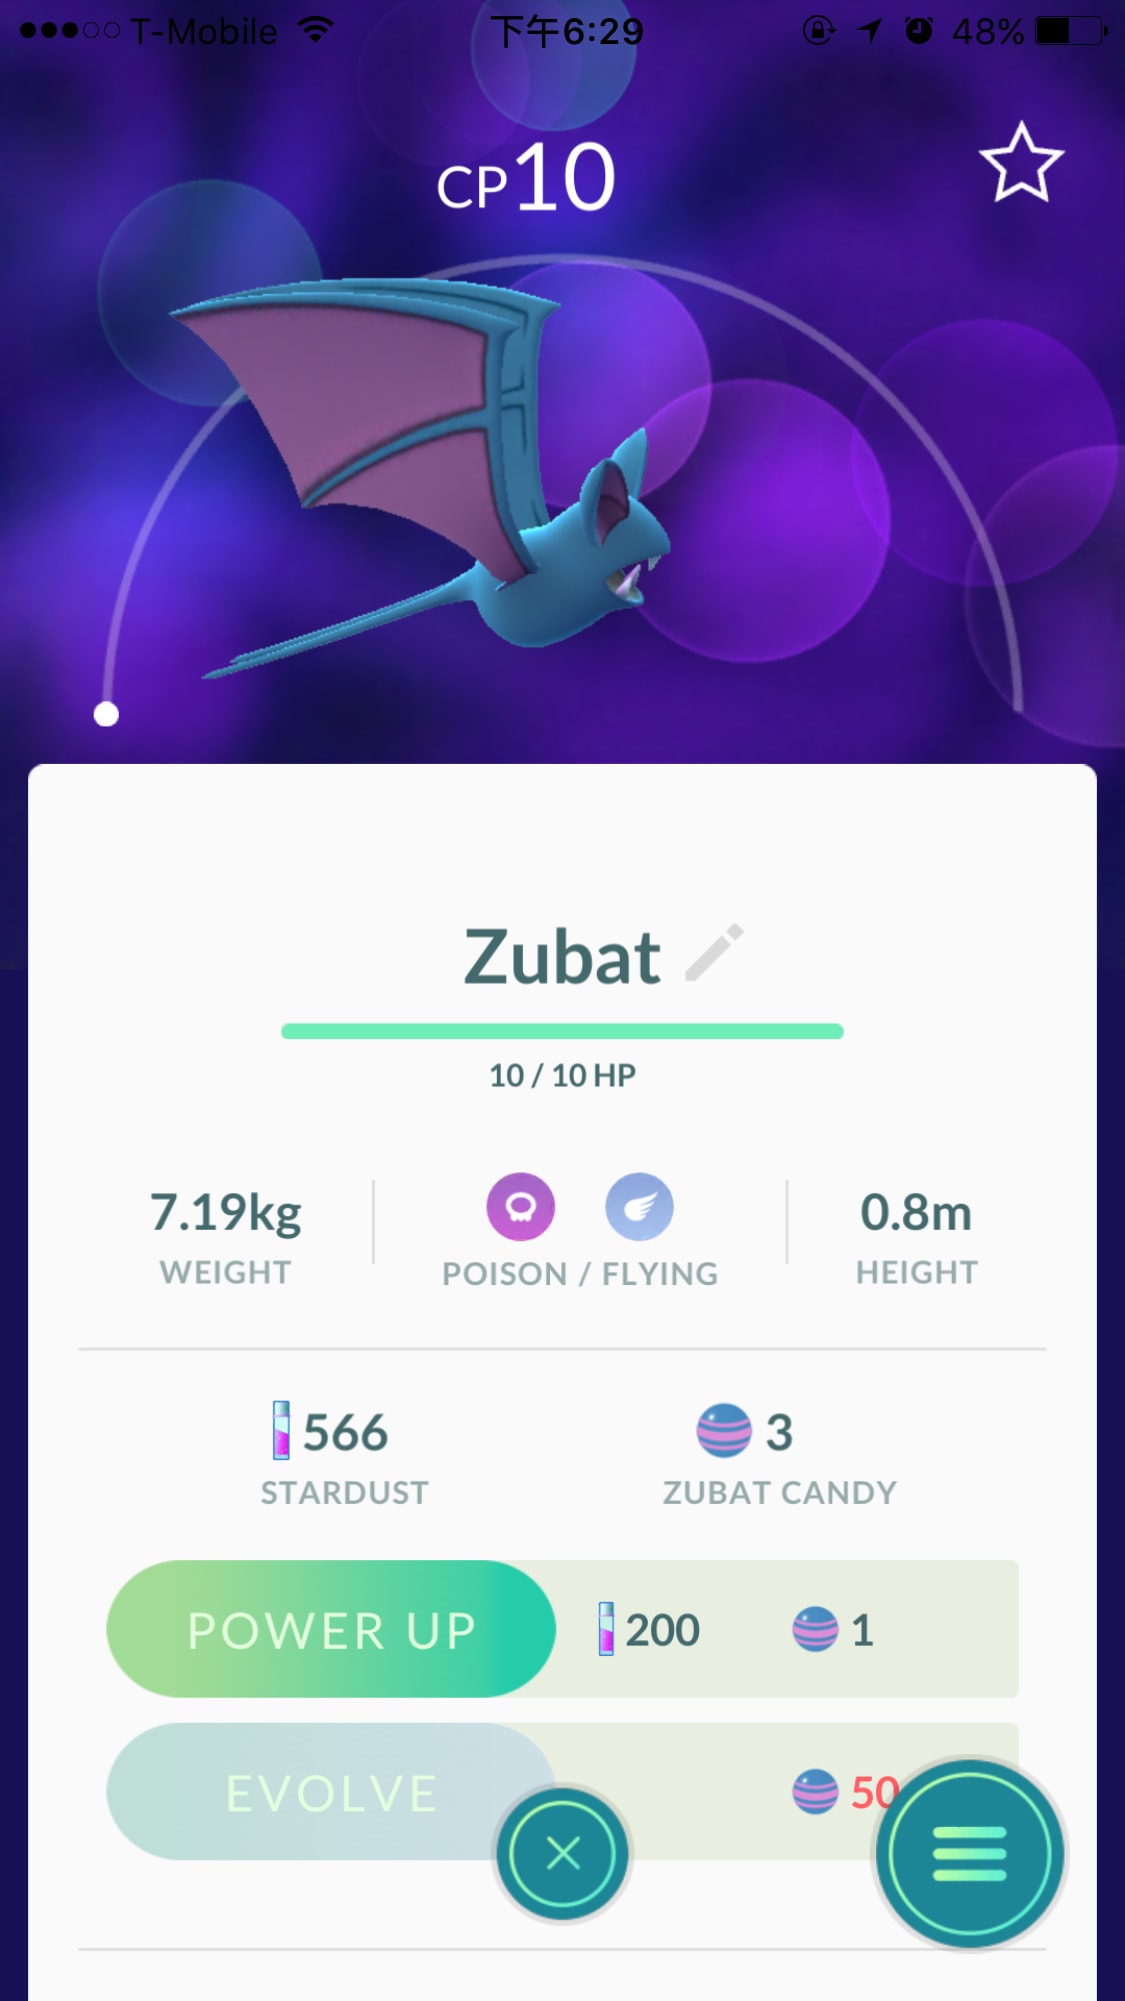 T-Mobile 下午6:29 48%
CP10
Zubat
10 / 10 HP
7.19kg
WEIGHT
POISON / FLYING
0.8m
HEIGHT
566
STARDUST
3
ZUBAT CANDY
POWER UP 200 1
EVOLVE 50